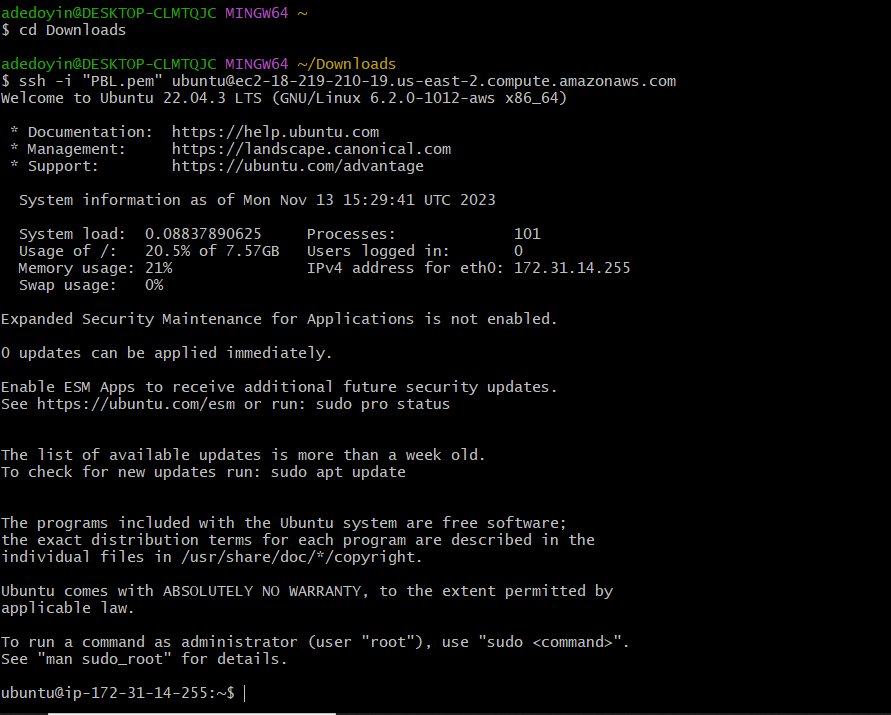 adedoyin@DESKTOP-CLMTQJC MINGW64 ~
$ cd Downloads
adedoyin@DESKTOP-CLMTQJC MINGW64 ~/Downloads
$ ssh -i "PBL.pem" ubuntu@ec2-18-219-210-19.us-east-2.compute.amazonaws.com
Welcome to Ubuntu 22.04.3 LTS (GNU/Linux 6.2.0-1012-aws x86_64)
* Documentation:  https://help.ubuntu.com
* Management:     https://landscape.canonical.com
* Support:        https://ubuntu.com/advantage
System information as of Mon Nov 13 15:29:41 UTC 2023
System load:  0.08837890625     Processes:             101
Usage of /:   20.5% of 7.57GB   Users logged in:       0
Memory usage: 21%               IPv4 address for eth0: 172.31.14.255
Swap usage:   0%
Expanded Security Maintenance for Applications is not enabled.
0 updates can be applied immediately.
Enable ESM Apps to receive additional future security updates.
See https://ubuntu.com/esm or run: sudo pro status
The list of available updates is more than a week old.
To check for new updates run: sudo apt update
The programs included with the Ubuntu system are free software;
the exact distribution terms for each program are described in the
individual files in /usr/share/doc/*/copyright.
Ubuntu comes with ABSOLUTELY NO WARRANTY, to the extent permitted by
applicable law.
To run a command as administrator (user "root"), use "sudo <command>".
See "man sudo_root" for details.
ubuntu@ip-172-31-14-255:~$